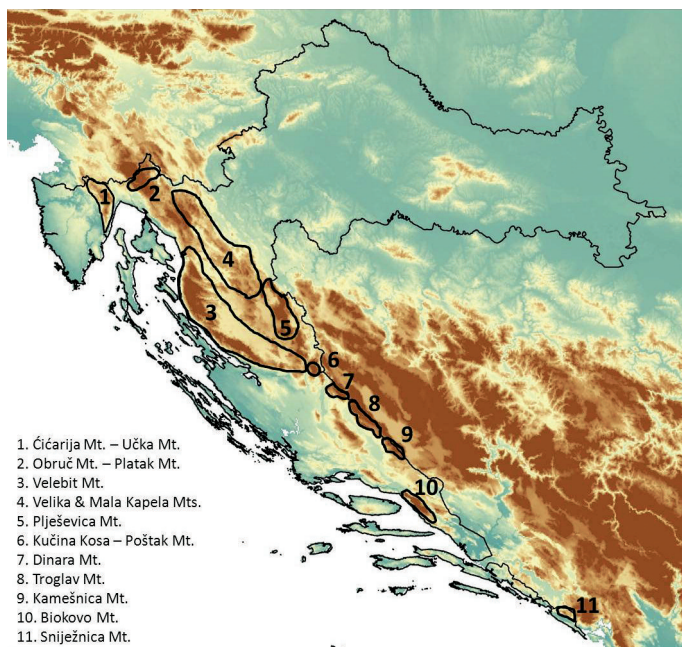 1
2
3
4
5
6
7
8
9
10
11
1. Ćićarija Mt. – Učka Mt.
2. Obruč Mt. – Platak Mt.
3. Velebit Mt.
4. Velika & Mala Kapela Mts.
5. Plješevica Mt.
6. Kučina Kosa – Poštak Mt.
7. Dinara Mt.
8. Troglav Mt.
9. Kamešnica Mt.
10. Biokovo Mt.
11. Sniježnica Mt.